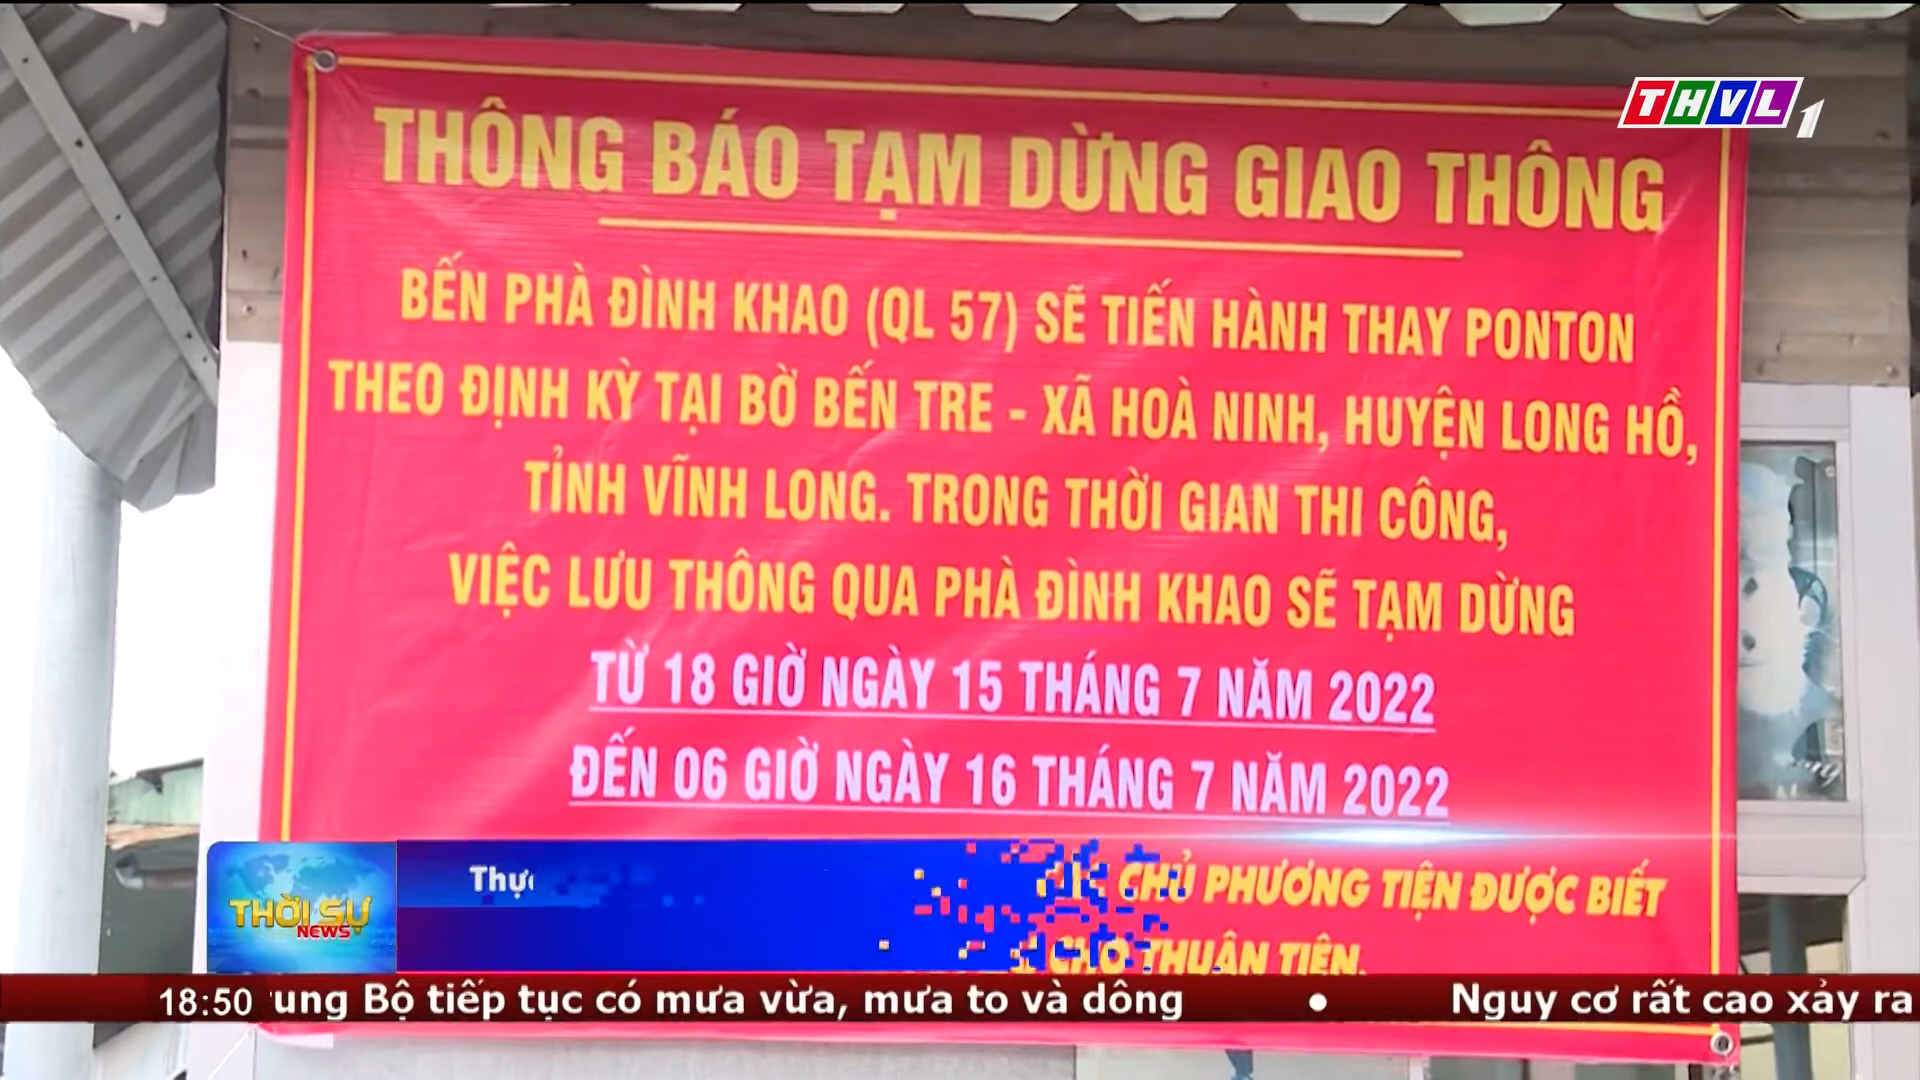 THVL1
THÔNG BÁO TẠM DỪNG GIAO THÔNG
BẾN PHÀ ĐÌNH KHAO (QL 57) SẼ TIẾN HÀNH THAY PONTON
THEO ĐỊNH KỲ TẠI BỜ BẾN TRE - XÃ HOÀ NINH, HUYỆN LONG HỒ,
TỈNH VĨNH LONG. TRONG THỜI GIAN THI CÔNG,
VIỆC LƯU THÔNG QUA PHÀ ĐÌNH KHAO SẼ TẠM DỪNG
TỪ 18 GIỜ NGÀY 15 THÁNG 7 NĂM 2022
ĐẾN 06 GIỜ NGÀY 16 THÁNG 7 NĂM 2022
CHỦ PHƯƠNG TIỆN ĐƯỢC BIẾT
CHO THUẬN TIỆN.
THỜI SỰ
NEWS
18:50 Bộ tiếp tục có mưa vừa, mưa to và dông • Nguy cơ rất cao xảy ra